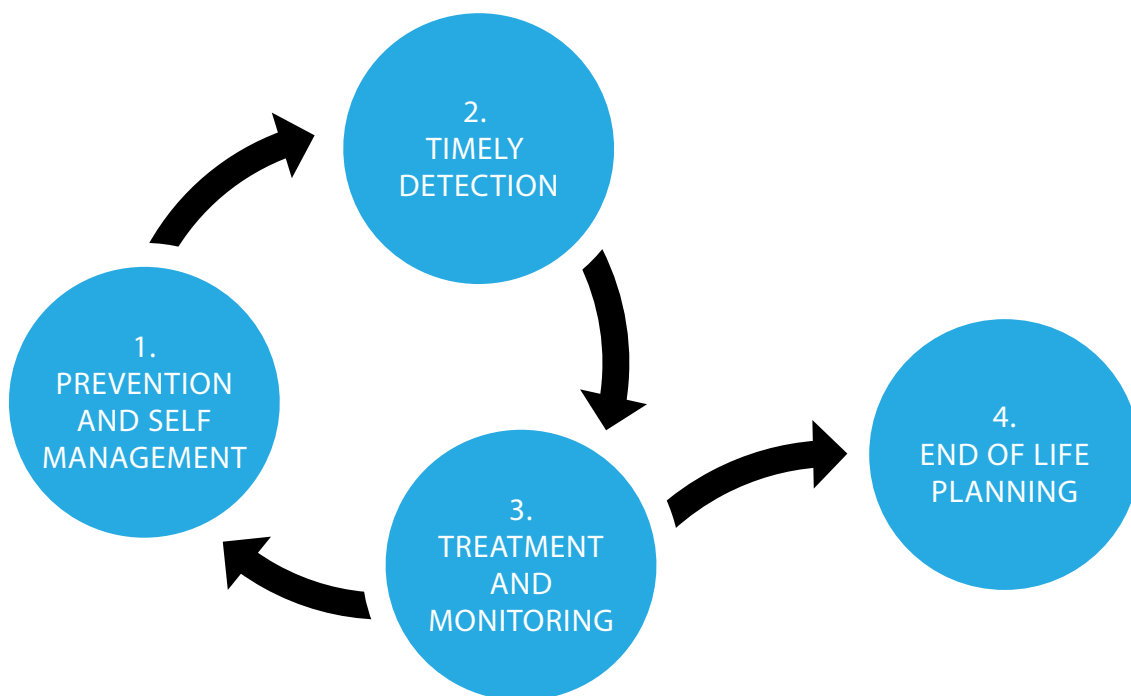 1.
PREVENTION
AND SELF
MANAGEMENT
2.
TIMELY
DETECTION
3.
TREATMENT
AND
MONITORING
4.
END OF LIFE
PLANNING